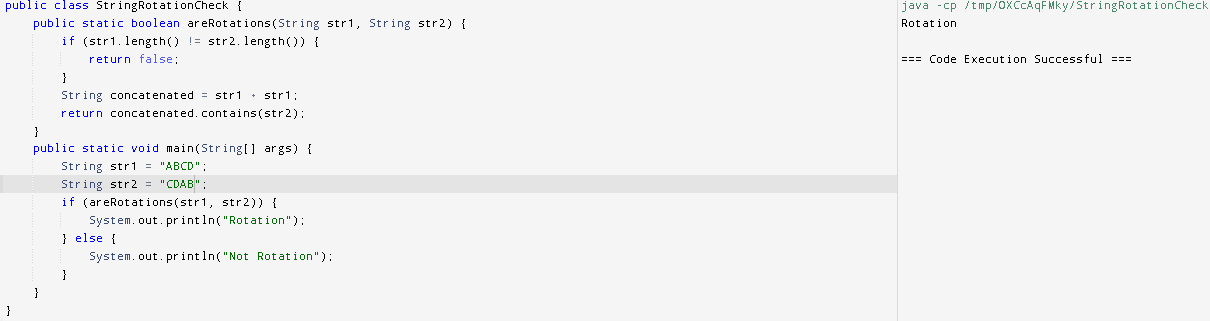 public class StringRotationCheck {
    public static boolean areRotations(String str1, String str2) {
        if (str1.length() != str2.length()) {
            return false;
        }
        String concatenated = str1 + str1;
        return concatenated.contains(str2);
    }
    public static void main(String[] args) {
        String str1 = "ABCD";
        String str2 = "CDAB";
        if (areRotations(str1, str2)) {
            System.out.println("Rotation");
        } else {
            System.out.println("Not Rotation");
        }
    }
}
java -cp /tmp/OXCcAqFMky/StringRotationCheck
Rotation
=== Code Execution Successful ===